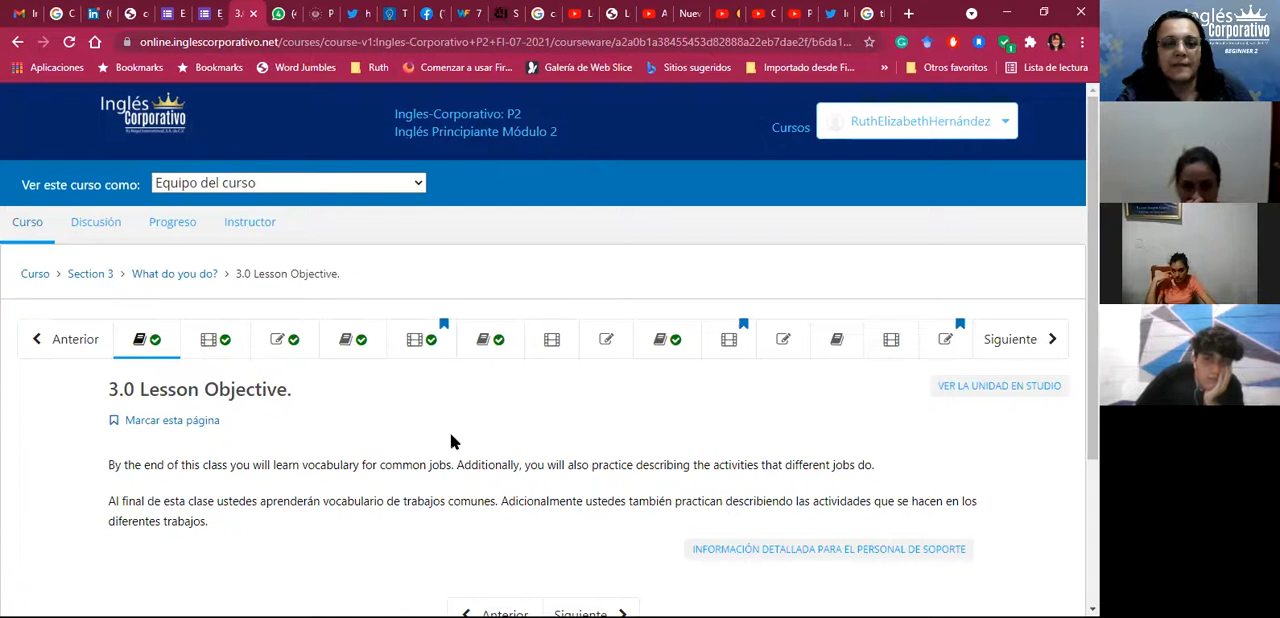 online.inglescorporativo.net/courses/course-v1:Ingles-Corporativo+P2+FI-07-2021/courseware/a2a0b1a38455453d82888a22eb7dae2f/b6da1...
Aplicaciones Bookmarks Bookmarks Word Jumbles Ruth Comenzar a usar Fir... Galería de Web Slice Sitios sugeridos Importado desde Fi... » Otros favoritos Lista de lectura
Inglés
Corporativo
Ingles-Corporativo: P2
Inglés Principiante Módulo 2
Cursos
RuthElizabethHernández
Ver este curso como: Equipo del curso
Curso Discusión Progreso Instructor
Curso > Section 3 > What do you do? > 3.0 Lesson Objective.
Anterior
Siguiente
3.0 Lesson Objective.
VER LA UNIDAD EN STUDIO
Marcar esta página
By the end of this class you will learn vocabulary for common jobs. Additionally, you will also practice describing the activities that different jobs do.
Al final de esta clase ustedes aprenderán vocabulario de trabajos comunes. Adicionalmente ustedes también practican describiendo las actividades que se hacen en los
diferentes trabajos.
INFORMACIÓN DETALLADA PARA EL PERSONAL DE SOPORTE
Anterior Siguiente
Inglés
Corporativo
BEGINNER 2